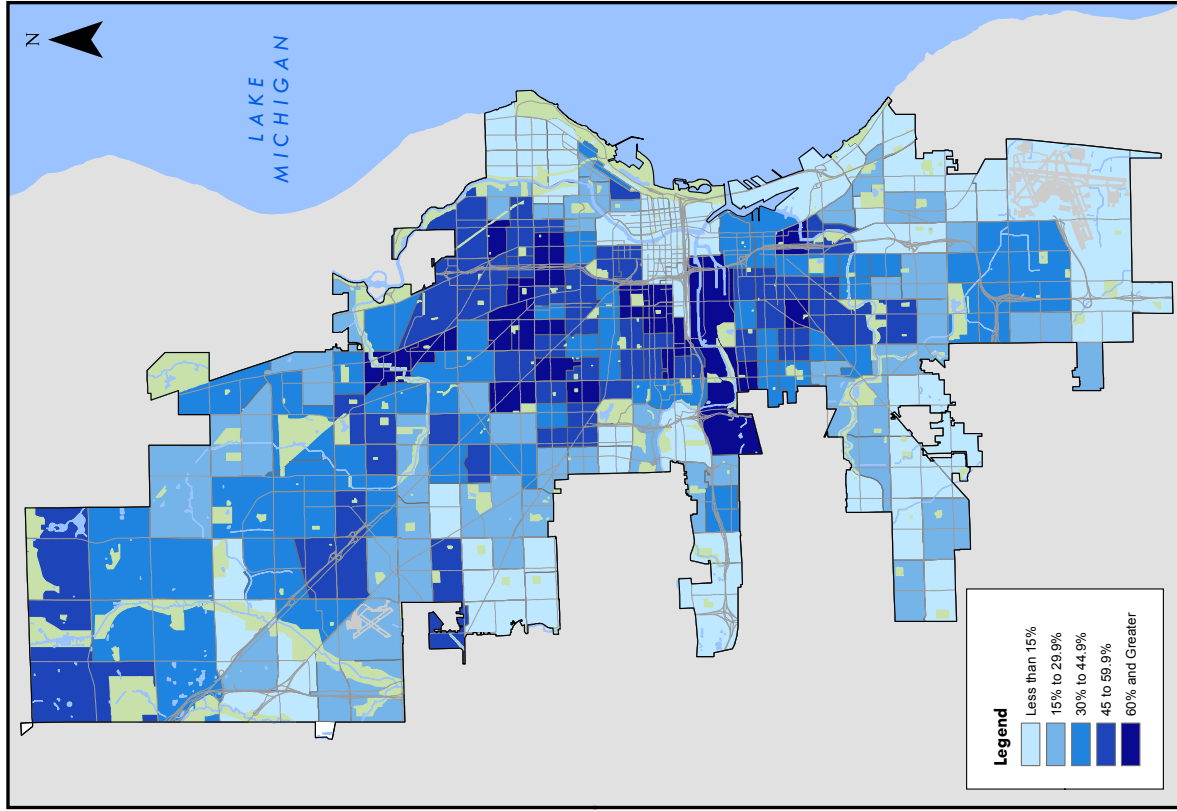 N
LAKE
MICHIGAN
Legend
Less than 15%
15% to 29.9%
30% to 44.9%
45 to 59.9%
60% and Greater